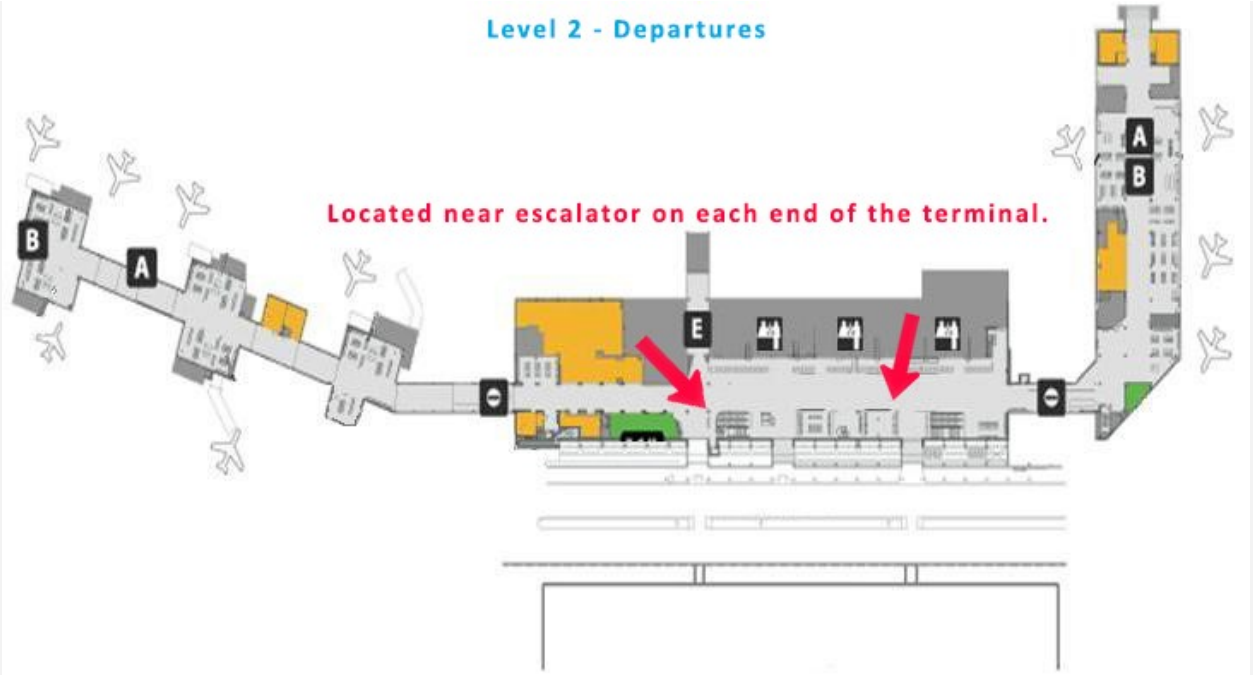 Level 2 - Departures
A
B
Located near escalator on each end of the terminal.
B
A
E